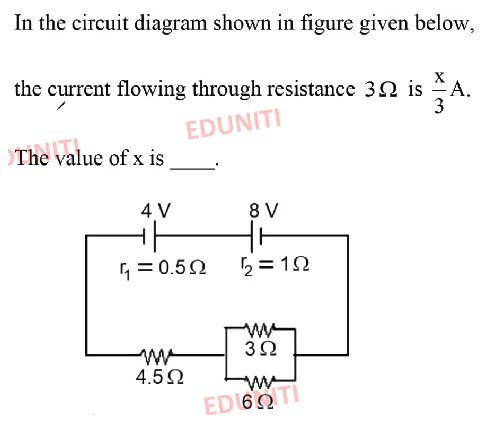 In the circuit diagram shown in figure given below,
the current flowing through resistance 3Ω is x/3 A.
EDUNITI
DUNITI
The value of x is ____.
4 V 8 V
r₁ = 0.5Ω r₂ = 1Ω
3Ω
4.5Ω
6Ω
EDUNITI